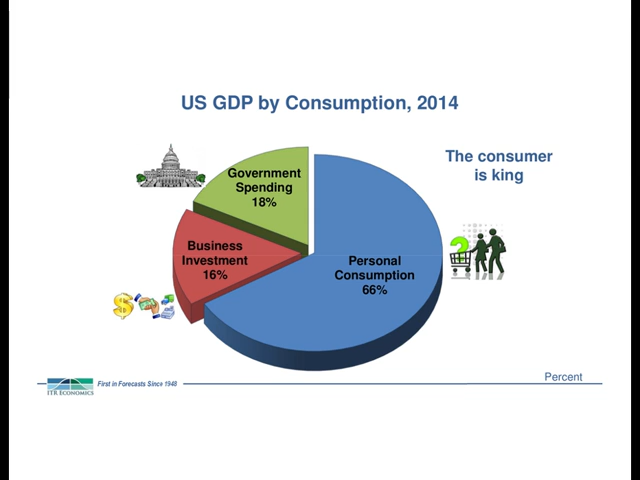 US GDP by Consumption, 2014
The consumer
is king
Government
Spending
18%
Business
Investment
16%
Personal
Consumption
66%
?
$
Percent
First in Forecasts Since 1948
ITR ECONOMICS